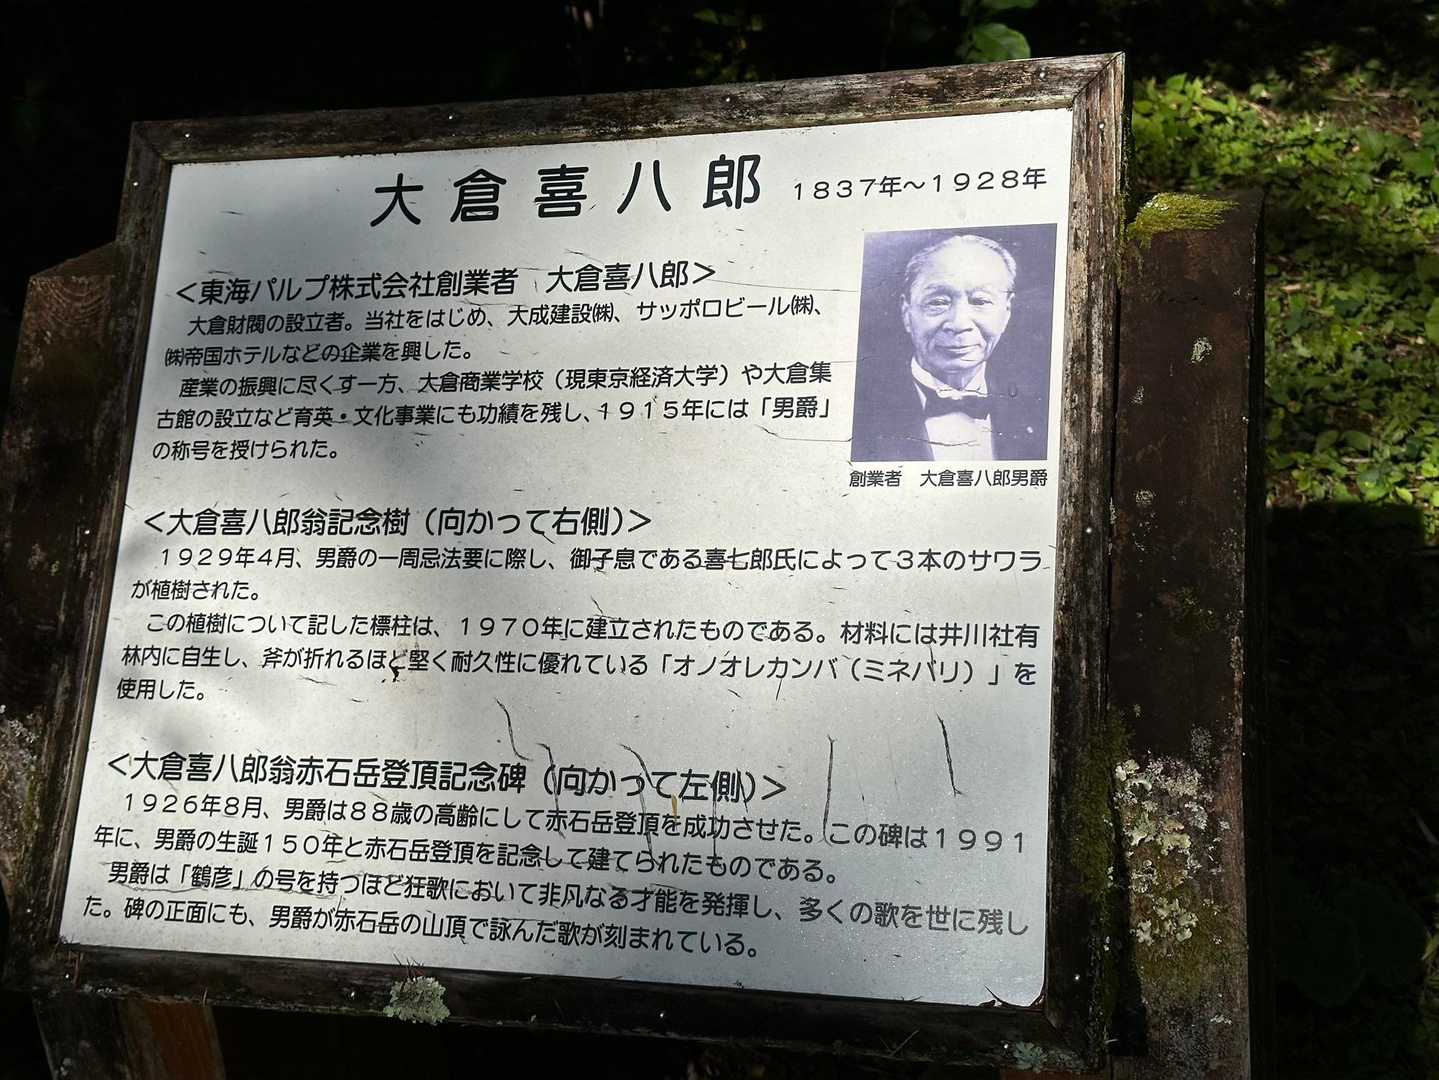 大倉喜八郎 1837年～1928年
＜東海パルプ株式会社創業者　大倉喜八郎＞
大倉財閥の設立者。当社をはじめ、大成建設㈱、サッポロビール㈱、
㈱帝国ホテルなどの企業を興した。
産業の振興に尽くす一方、大倉商業学校（現東京経済大学）や大倉集
古館の設立など育英・文化事業にも功績を残し、１９１５年には「男爵」
の称号を授けられた。
創業者　大倉喜八郎男爵
＜大倉喜八郎翁記念樹（向かって右側）＞
１９２９年４月、男爵の一周忌法要に際し、御子息である喜七郎氏によって３本のサワラ
が植樹された。
この植樹について記した標柱は、１９７０年に建立されたものである。材料には井川社有
林内に自生し、斧が折れるほど堅く耐久性に優れている「オノオレカンバ（ミネバリ）」を
使用した。
＜大倉喜八郎翁赤石岳登頂記念碑（向かって左側）＞
１９２６年８月、男爵は８８歳の高齢にして赤石岳登頂を成功させた。この碑は１９９１
年に、男爵の生誕１５０年と赤石岳登頂を記念して建てられたものである。
男爵は「鶴彦」の号を持つほど狂歌において非凡なる才能を発揮し、多くの歌を世に残し
た。碑の正面にも、男爵が赤石岳の山頂で詠んだ歌が刻まれている。